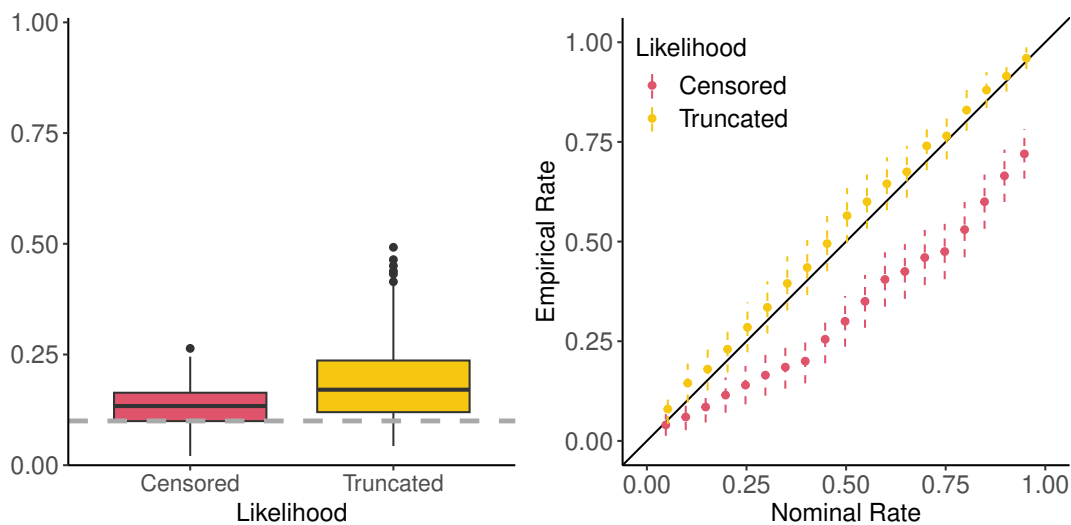 1.00
0.75
0.50
0.25
0.00
Censored Truncated
Likelihood
Empirical Rate
1.00
0.75
0.50
0.25
0.00
Likelihood
Censored
Truncated
0.00 0.25 0.50 0.75 1.00
Nominal Rate